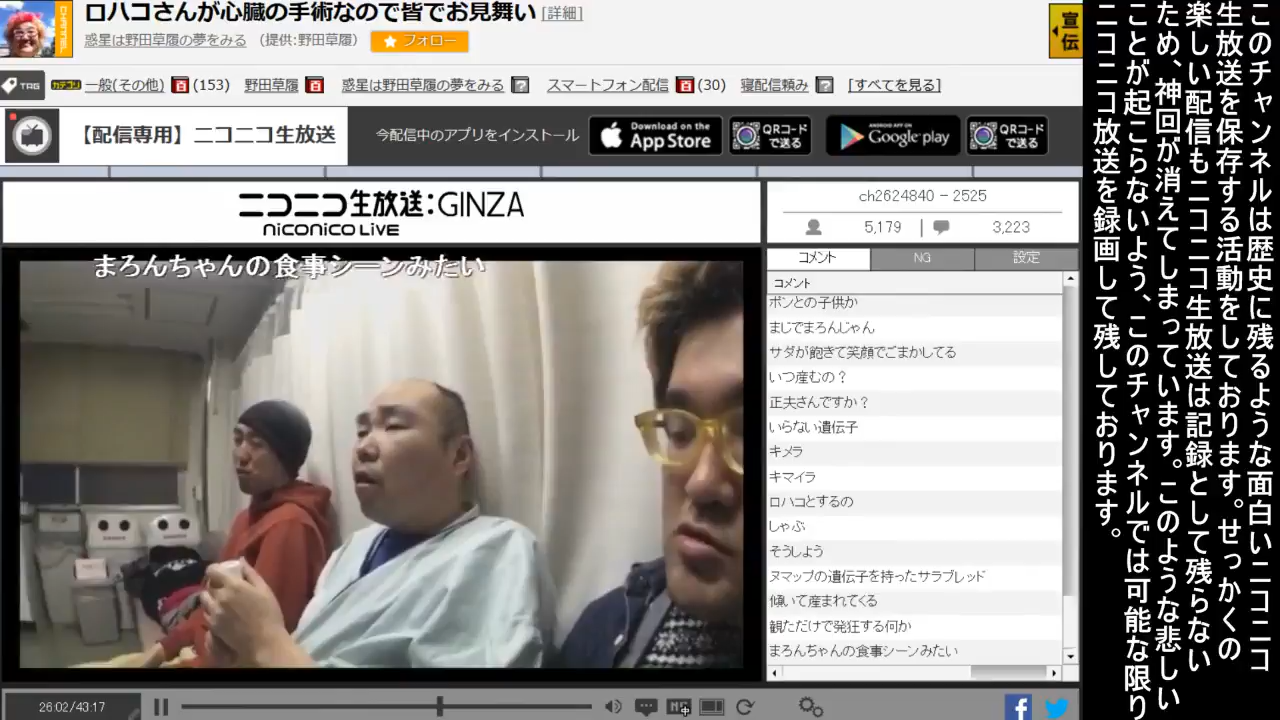 ロハコさんが心臓の手術なので皆でお見舞い [詳細]
惑星は野田草履の夢をみる (提供:野田草履) フォロー
CHANNEL
宣伝
TAG カテゴリ 一般(その他) 百 (153) 野田草履 百 惑星は野田草履の夢をみる ? スマートフォン配信 百 (30) 寝配信頼み ? [すべてを見る]
【配信専用】ニコニコ生放送 今配信中のアプリをインストール
Download on the App Store
QRコードで送る
ANDROID APP ON Google play
QRコードで送る
ニコニコ生放送:GINZA
niconico Live
ch2624840 - 2525
5,179 | 3,223
コメント NG 設定
コメント
ボンとの子供か
まじでまろんじゃん
サダが飽きて笑顔でごまかしてる
いつ産むの？
正夫さんですか？
いらない遺伝子
キメラ
キマイラ
ロハコとするの
しゃぶ
そうしよう
ヌマップの遺伝子を持ったサラブレッド
傾いて産まれてくる
観ただけで発狂する何か
まろんちゃんの食事シーンみたい
まろんちゃんの食事シーンみたい
26:02/43:17
このチャンネルは歴史に残るような面白いニコニコ
生放送を保存する活動をしております。せっかくの
楽しい配信もニコニコ生放送は記録として残らない
ため、神回が消えてしまっています。このような悲しい
ことが起こらないよう、このチャンネルでは可能な限り
ニコニコ放送を録画して残しております。